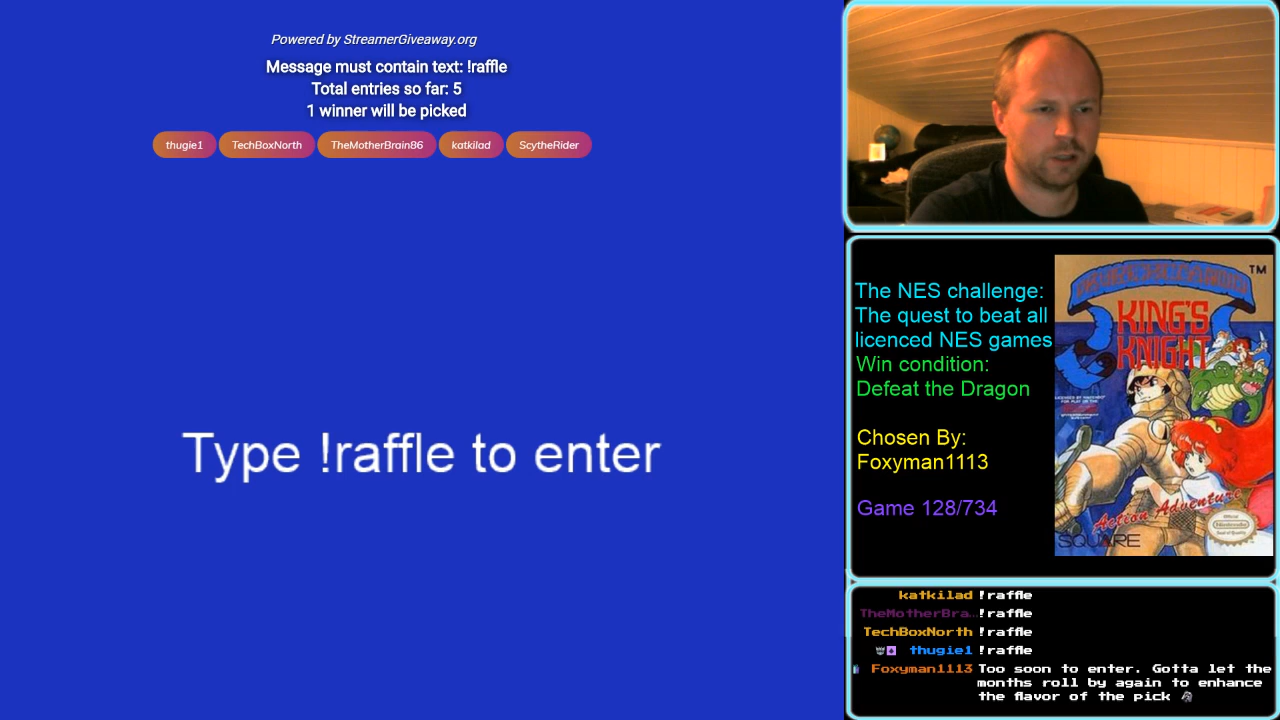 Powered by StreamerGiveaway.org
Message must contain text: !raffle
Total entries so far: 5
1 winner will be picked
thugie1 TechBoxNorth TheMotherBrain86 katkilad ScytheRider
Type !raffle to enter
The NES challenge:
The quest to beat all
licenced NES games
Win condition:
Defeat the Dragon
Chosen By:
Foxyman1113
Game 128/734
TM
KING'S
KNIGHT
Action Adventure
SQUARE
katkilad !raffle
TheMotherBra… !raffle
TechBoxNorth !raffle
thugie1 !raffle
Foxyman1113 Too soon to enter. Gotta let the
months roll by again to enhance
the flavor of the pick